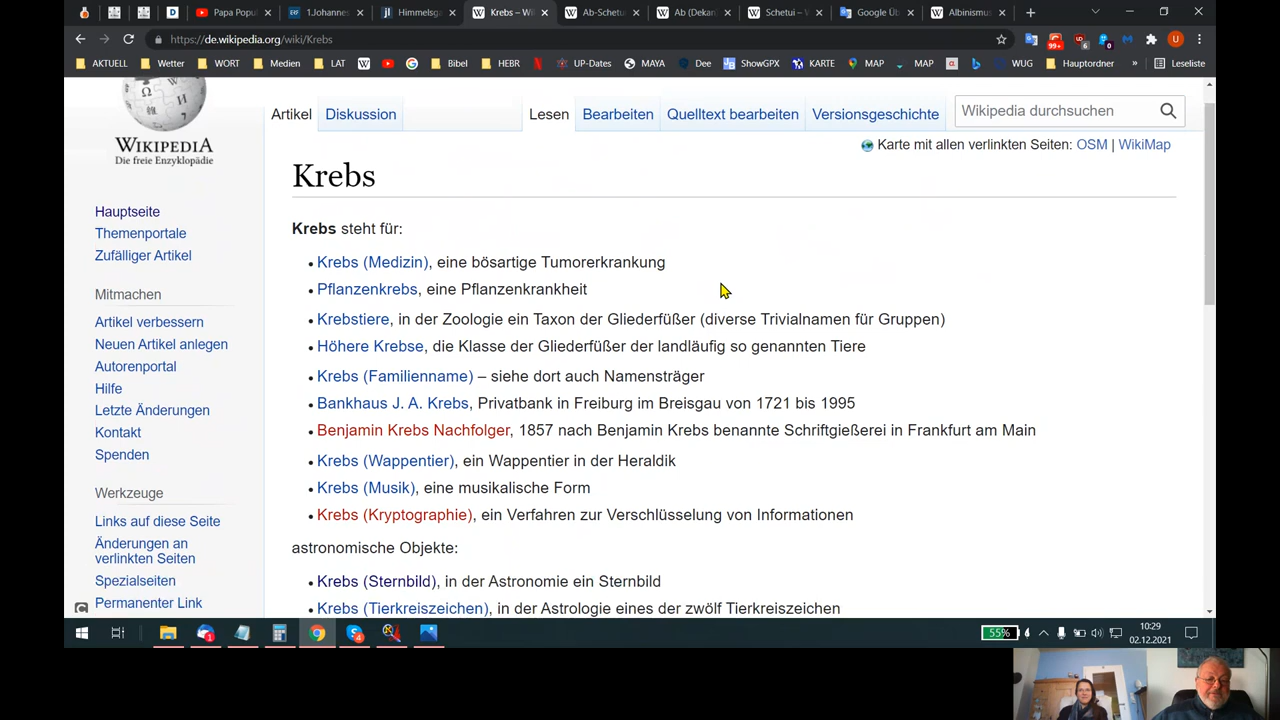 Papa Popu
1.Johannes
Himmelsga
Krebs – Wi
Ab-Schetu
Ab (Dekan
Schetui – W
Google Üb
Albinismus
https://de.wikipedia.org/wiki/Krebs
99+
6
0
U
AKTUELL
Wetter
WORT
Medien
LAT
Bibel
HEBR
UP-Dates
MAYA
Dee
ShowGPX
KARTE
MAP
MAP
WUG
Hauptordner
»
Leseliste
WIKIPEDIA
Die freie Enzyklopädie
Artikel
Diskussion
Lesen
Bearbeiten
Quelltext bearbeiten
Versionsgeschichte
Wikipedia durchsuchen
Karte mit allen verlinkten Seiten: OSM | WikiMap
Hauptseite
Themenportale
Zufälliger Artikel
Mitmachen
Artikel verbessern
Neuen Artikel anlegen
Autorenportal
Hilfe
Letzte Änderungen
Kontakt
Spenden
Werkzeuge
Links auf diese Seite
Änderungen an
verlinkten Seiten
Spezialseiten
Permanenter Link
Krebs
Krebs steht für:
• Krebs (Medizin), eine bösartige Tumorerkrankung
• Pflanzenkrebs, eine Pflanzenkrankheit
• Krebstiere, in der Zoologie ein Taxon der Gliederfüßer (diverse Trivialnamen für Gruppen)
• Höhere Krebse, die Klasse der Gliederfüßer der landläufig so genannten Tiere
• Krebs (Familienname) – siehe dort auch Namensträger
• Bankhaus J. A. Krebs, Privatbank in Freiburg im Breisgau von 1721 bis 1995
• Benjamin Krebs Nachfolger, 1857 nach Benjamin Krebs benannte Schriftgießerei in Frankfurt am Main
• Krebs (Wappentier), ein Wappentier in der Heraldik
• Krebs (Musik), eine musikalische Form
• Krebs (Kryptographie), ein Verfahren zur Verschlüsselung von Informationen
astronomische Objekte:
• Krebs (Sternbild), in der Astronomie ein Sternbild
• Krebs (Tierkreiszeichen), in der Astrologie eines der zwölf Tierkreiszeichen
55%
10:29
02.12.2021